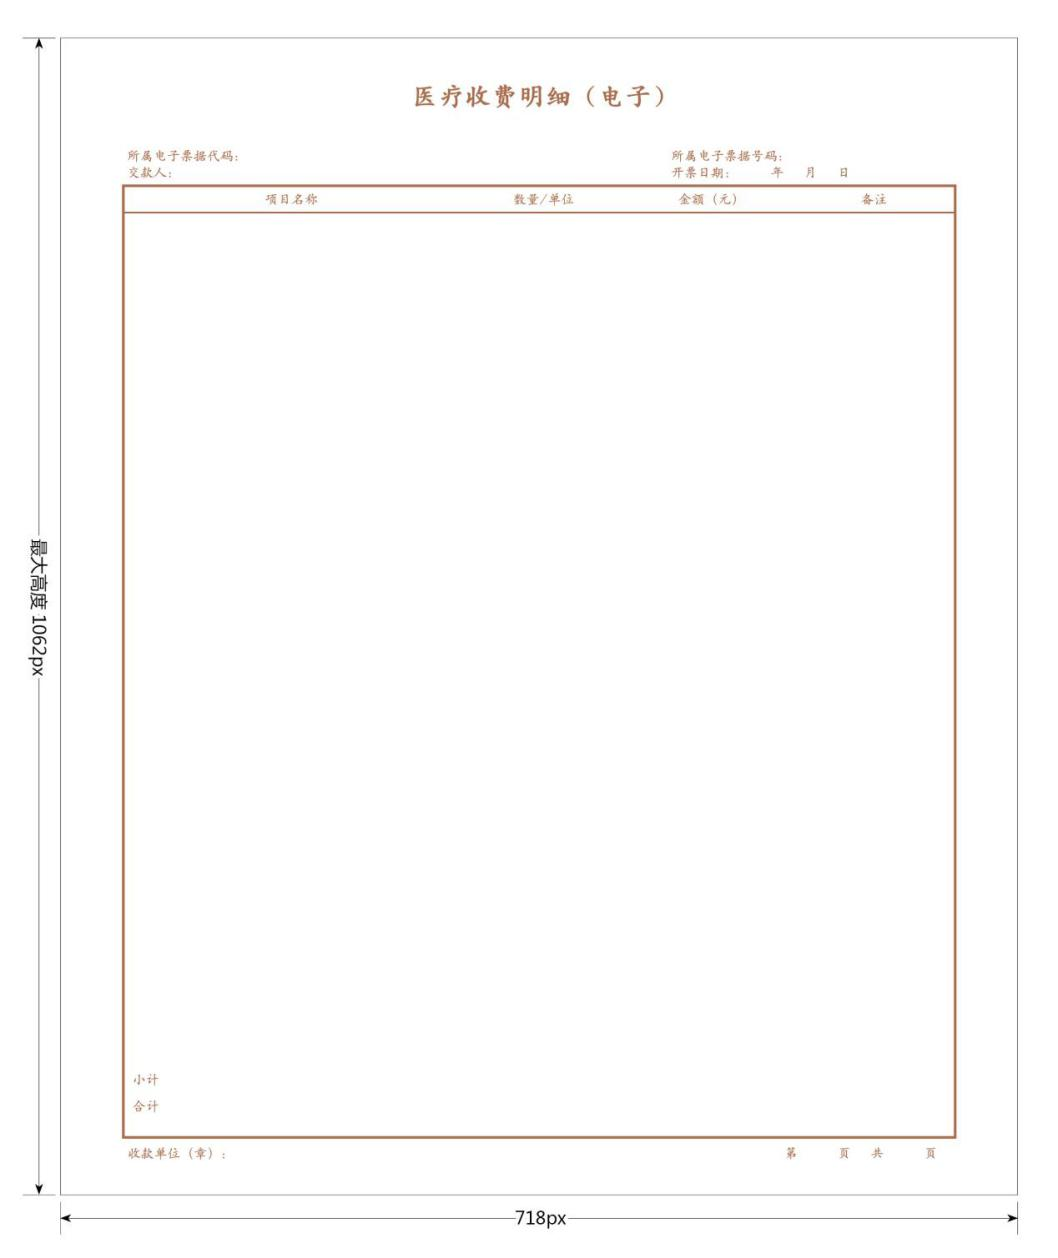 医疗收费明细（电子）
所属电子票据代码： 所属电子票据号码：
交款人： 开票日期： 年 月 日
项目名称 数量/单位 金额（元） 备注
最大高度 1062px
小计
合计
收款单位（章）： 第 页 共 页
718px